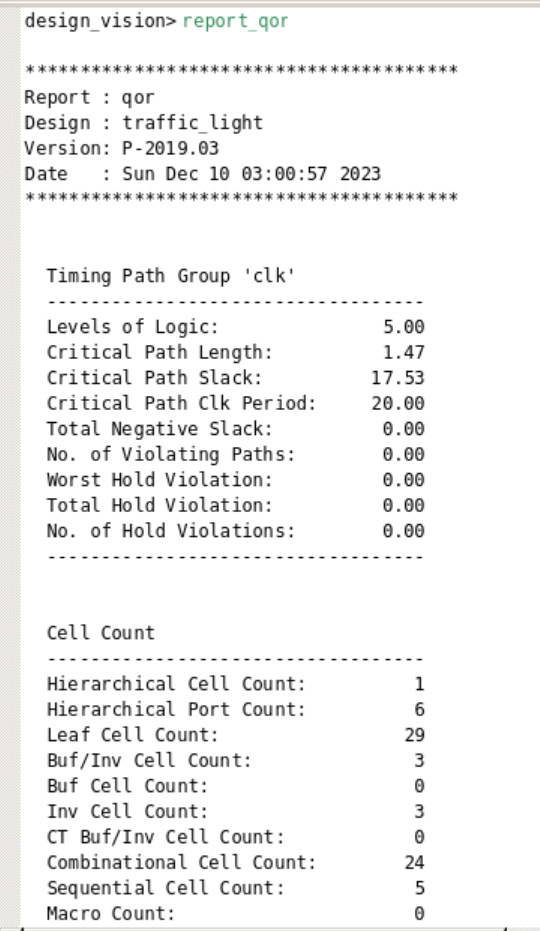 design_vision> report_qor
****************************************
Report : qor
Design : traffic_light
Version: P-2019.03
Date   : Sun Dec 10 03:00:57 2023
****************************************
Timing Path Group 'clk'
-----------------------------------
Levels of Logic:               5.00
Critical Path Length:          1.47
Critical Path Slack:          17.53
Critical Path Clk Period:     20.00
Total Negative Slack:          0.00
No. of Violating Paths:        0.00
Worst Hold Violation:          0.00
Total Hold Violation:          0.00
No. of Hold Violations:        0.00
-----------------------------------
Cell Count
-----------------------------------
Hierarchical Cell Count:          1
Hierarchical Port Count:          6
Leaf Cell Count:                 29
Buf/Inv Cell Count:               3
Buf Cell Count:                   0
Inv Cell Count:                   3
CT Buf/Inv Cell Count:            0
Combinational Cell Count:        24
Sequential Cell Count:            5
Macro Count:                      0